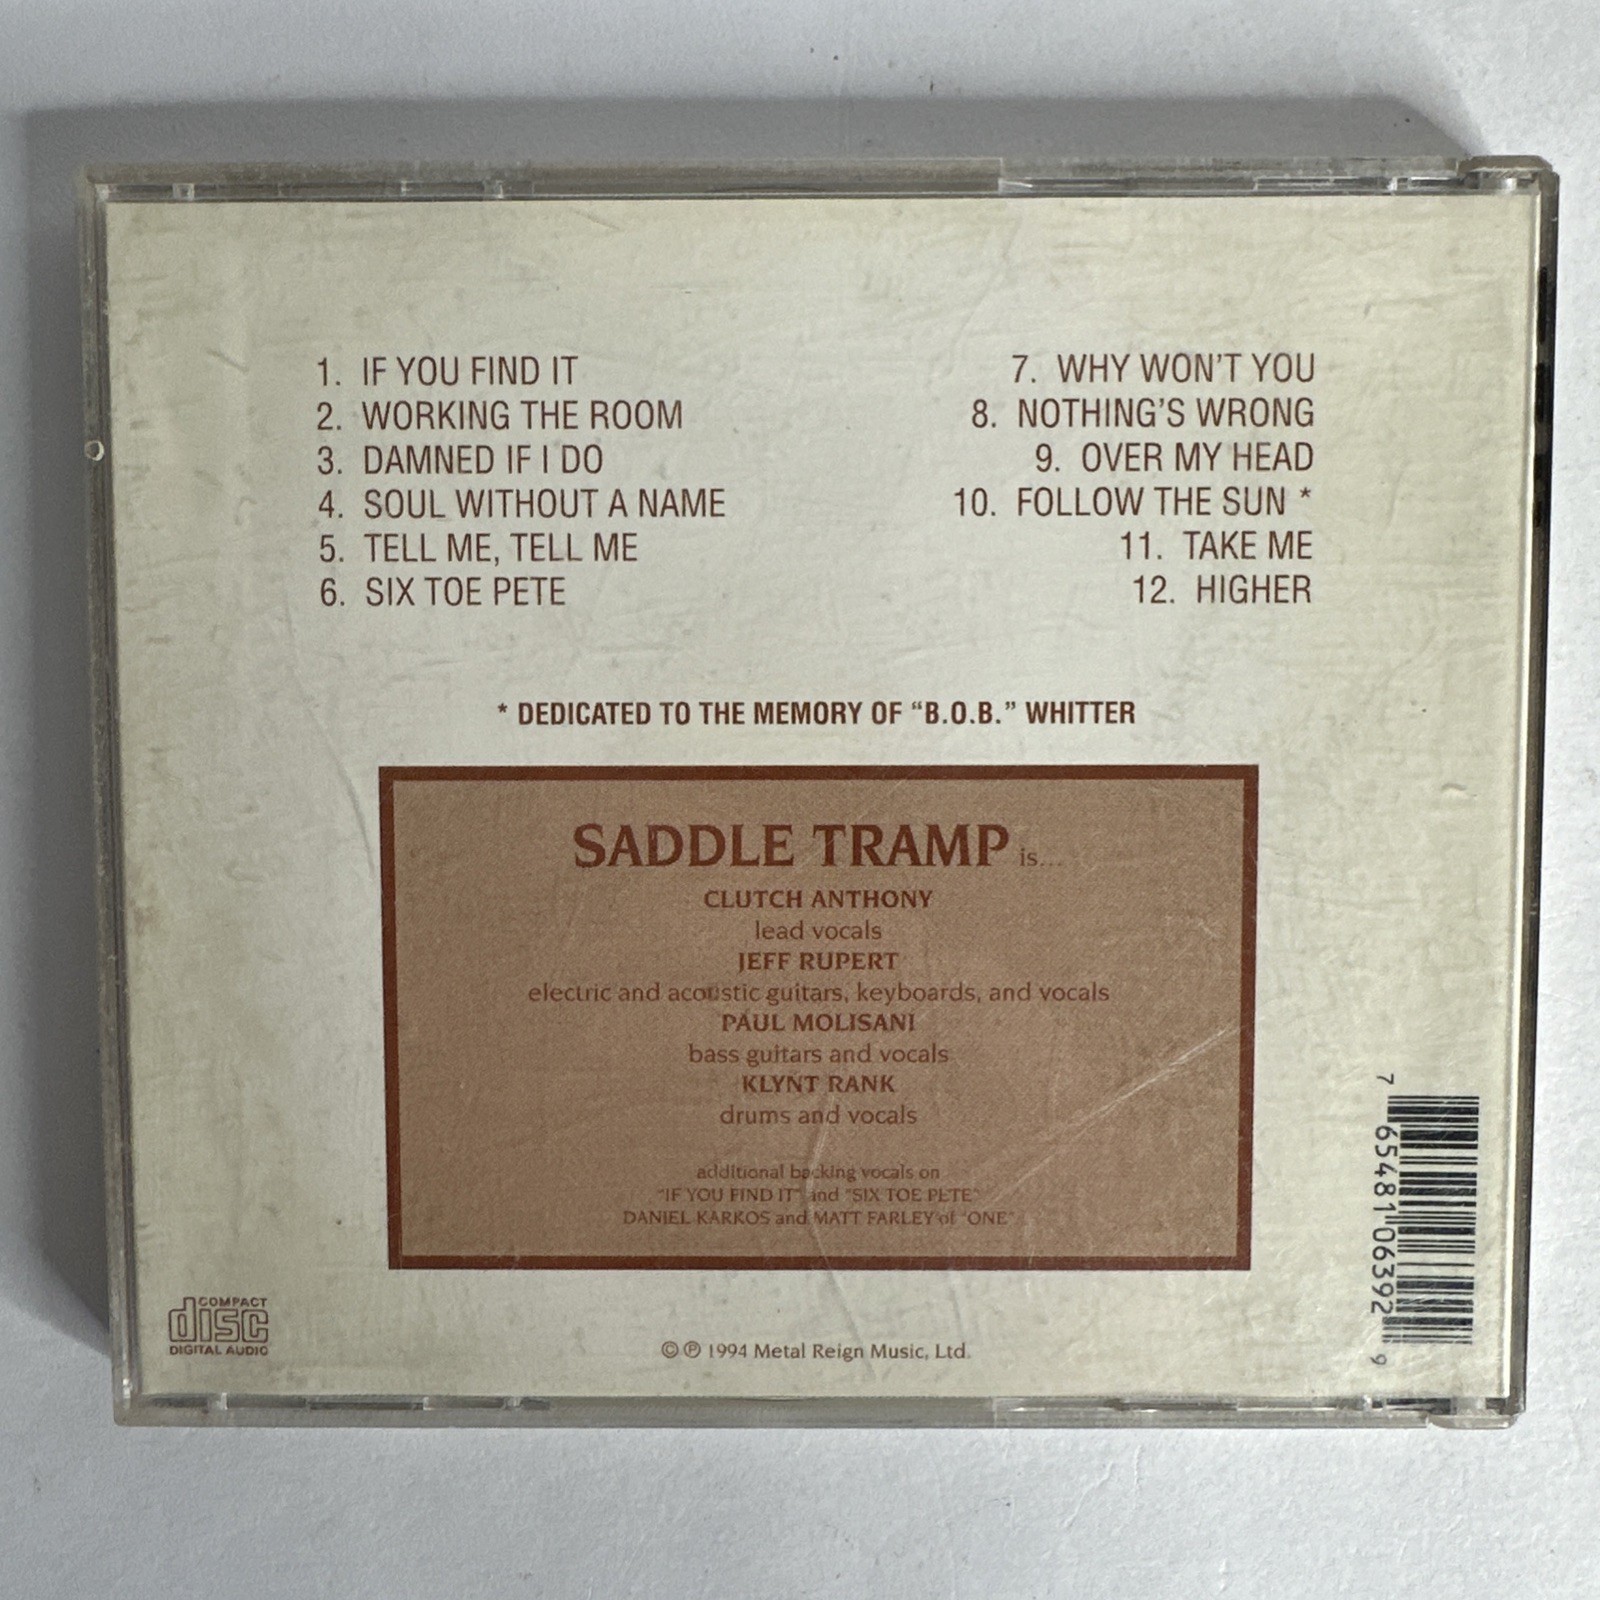 1. IF YOU FIND IT
2. WORKING THE ROOM
3. DAMNED IF I DO
4. SOUL WITHOUT A NAME
5. TELL ME, TELL ME
6. SIX TOE PETE
7. WHY WON'T YOU
8. NOTHING'S WRONG
9. OVER MY HEAD
10. FOLLOW THE SUN *
11. TAKE ME
12. HIGHER
* DEDICATED TO THE MEMORY OF “B.O.B.” WHITTER
SADDLE TRAMP is...
CLUTCH ANTHONY
lead vocals
JEFF RUPERT
electric and acoustic guitars, keyboards, and vocals
PAUL MOLISANI
bass guitars and vocals
KLYNT RANK
drums and vocals
additional backing vocals on
"IF YOU FIND IT" and "SIX TOE PETE"
DANIEL KARKOS and MATT FARLEY of "ONE"
COMPACT
disc
DIGITAL AUDIO
© ℗ 1994 Metal Reign Music, Ltd.
7 65481 06392 9